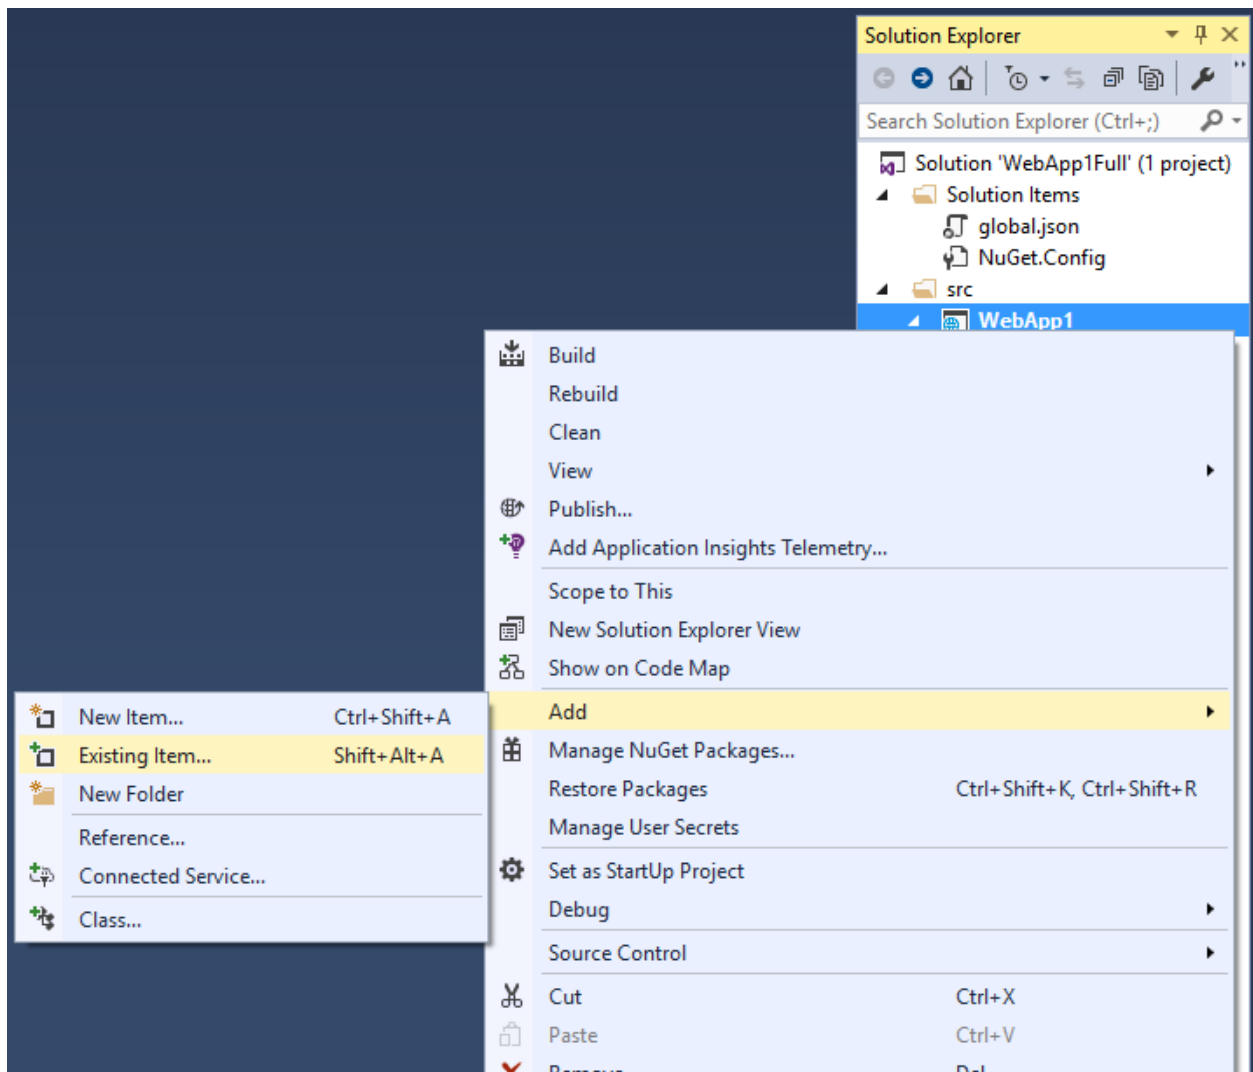 Solution Explorer
Search Solution Explorer (Ctrl+;)
Solution 'WebApp1Full' (1 project)
Solution Items
global.json
NuGet.Config
src
WebApp1
Build
Rebuild
Clean
View
Publish...
Add Application Insights Telemetry...
Scope to This
New Solution Explorer View
Show on Code Map
Add
Manage NuGet Packages...
Restore Packages Ctrl+Shift+K, Ctrl+Shift+R
Manage User Secrets
Set as StartUp Project
Debug
Source Control
Cut Ctrl+X
Paste Ctrl+V
Remove Del
New Item... Ctrl+Shift+A
Existing Item... Shift+Alt+A
New Folder
Reference...
Connected Service...
Class...